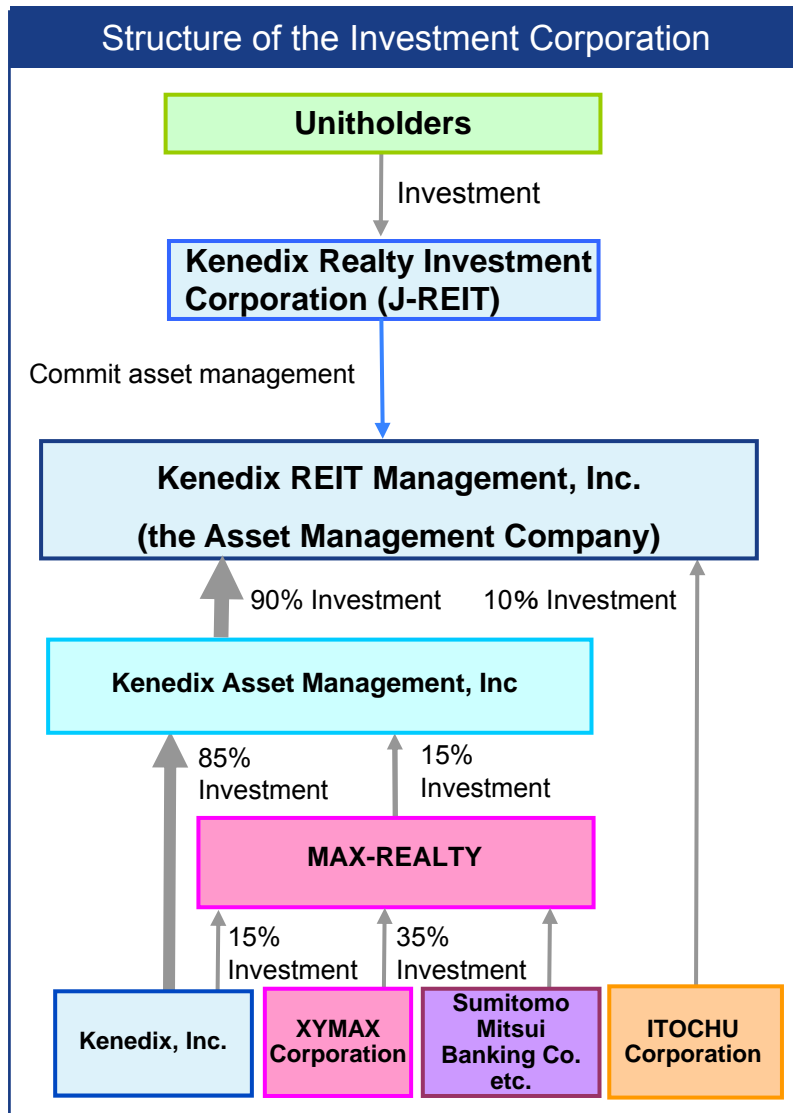 Structure of the Investment Corporation
Unitholders
Investment
Kenedix Realty Investment
Corporation (J-REIT)
Commit asset management
Kenedix REIT Management, Inc.
(the Asset Management Company)
90% Investment
10% Investment
Kenedix Asset Management, Inc
85%
Investment
15%
Investment
MAX-REALTY
15%
Investment
35%
Investment
Kenedix, Inc.
XYMAX
Corporation
Sumitomo
Mitsui
Banking Co.
etc.
ITOCHU
Corporation